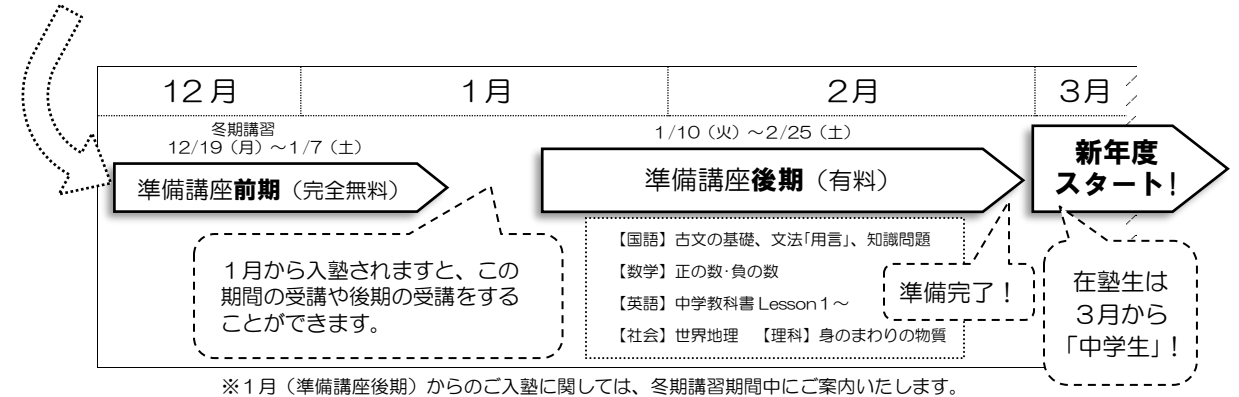 12月
1月
2月
3月
冬期講習
12/19（月）～1/7（土）
準備講座前期（完全無料）
1/10（火）～2/25（土）
準備講座後期（有料）
新年度
スタート！
１月から入塾されますと、この
期間の受講や後期の受講をする
ことができます。
【国語】古文の基礎、文法「用言」、知識問題
【数学】正の数・負の数
【英語】中学教科書 Lesson１～
【社会】世界地理　【理科】身のまわりの物質
準備完了！
在塾生は
３月から
「中学生」！
※１月（準備講座後期）からのご入塾に関しては、冬期講習期間中にご案内いたします。